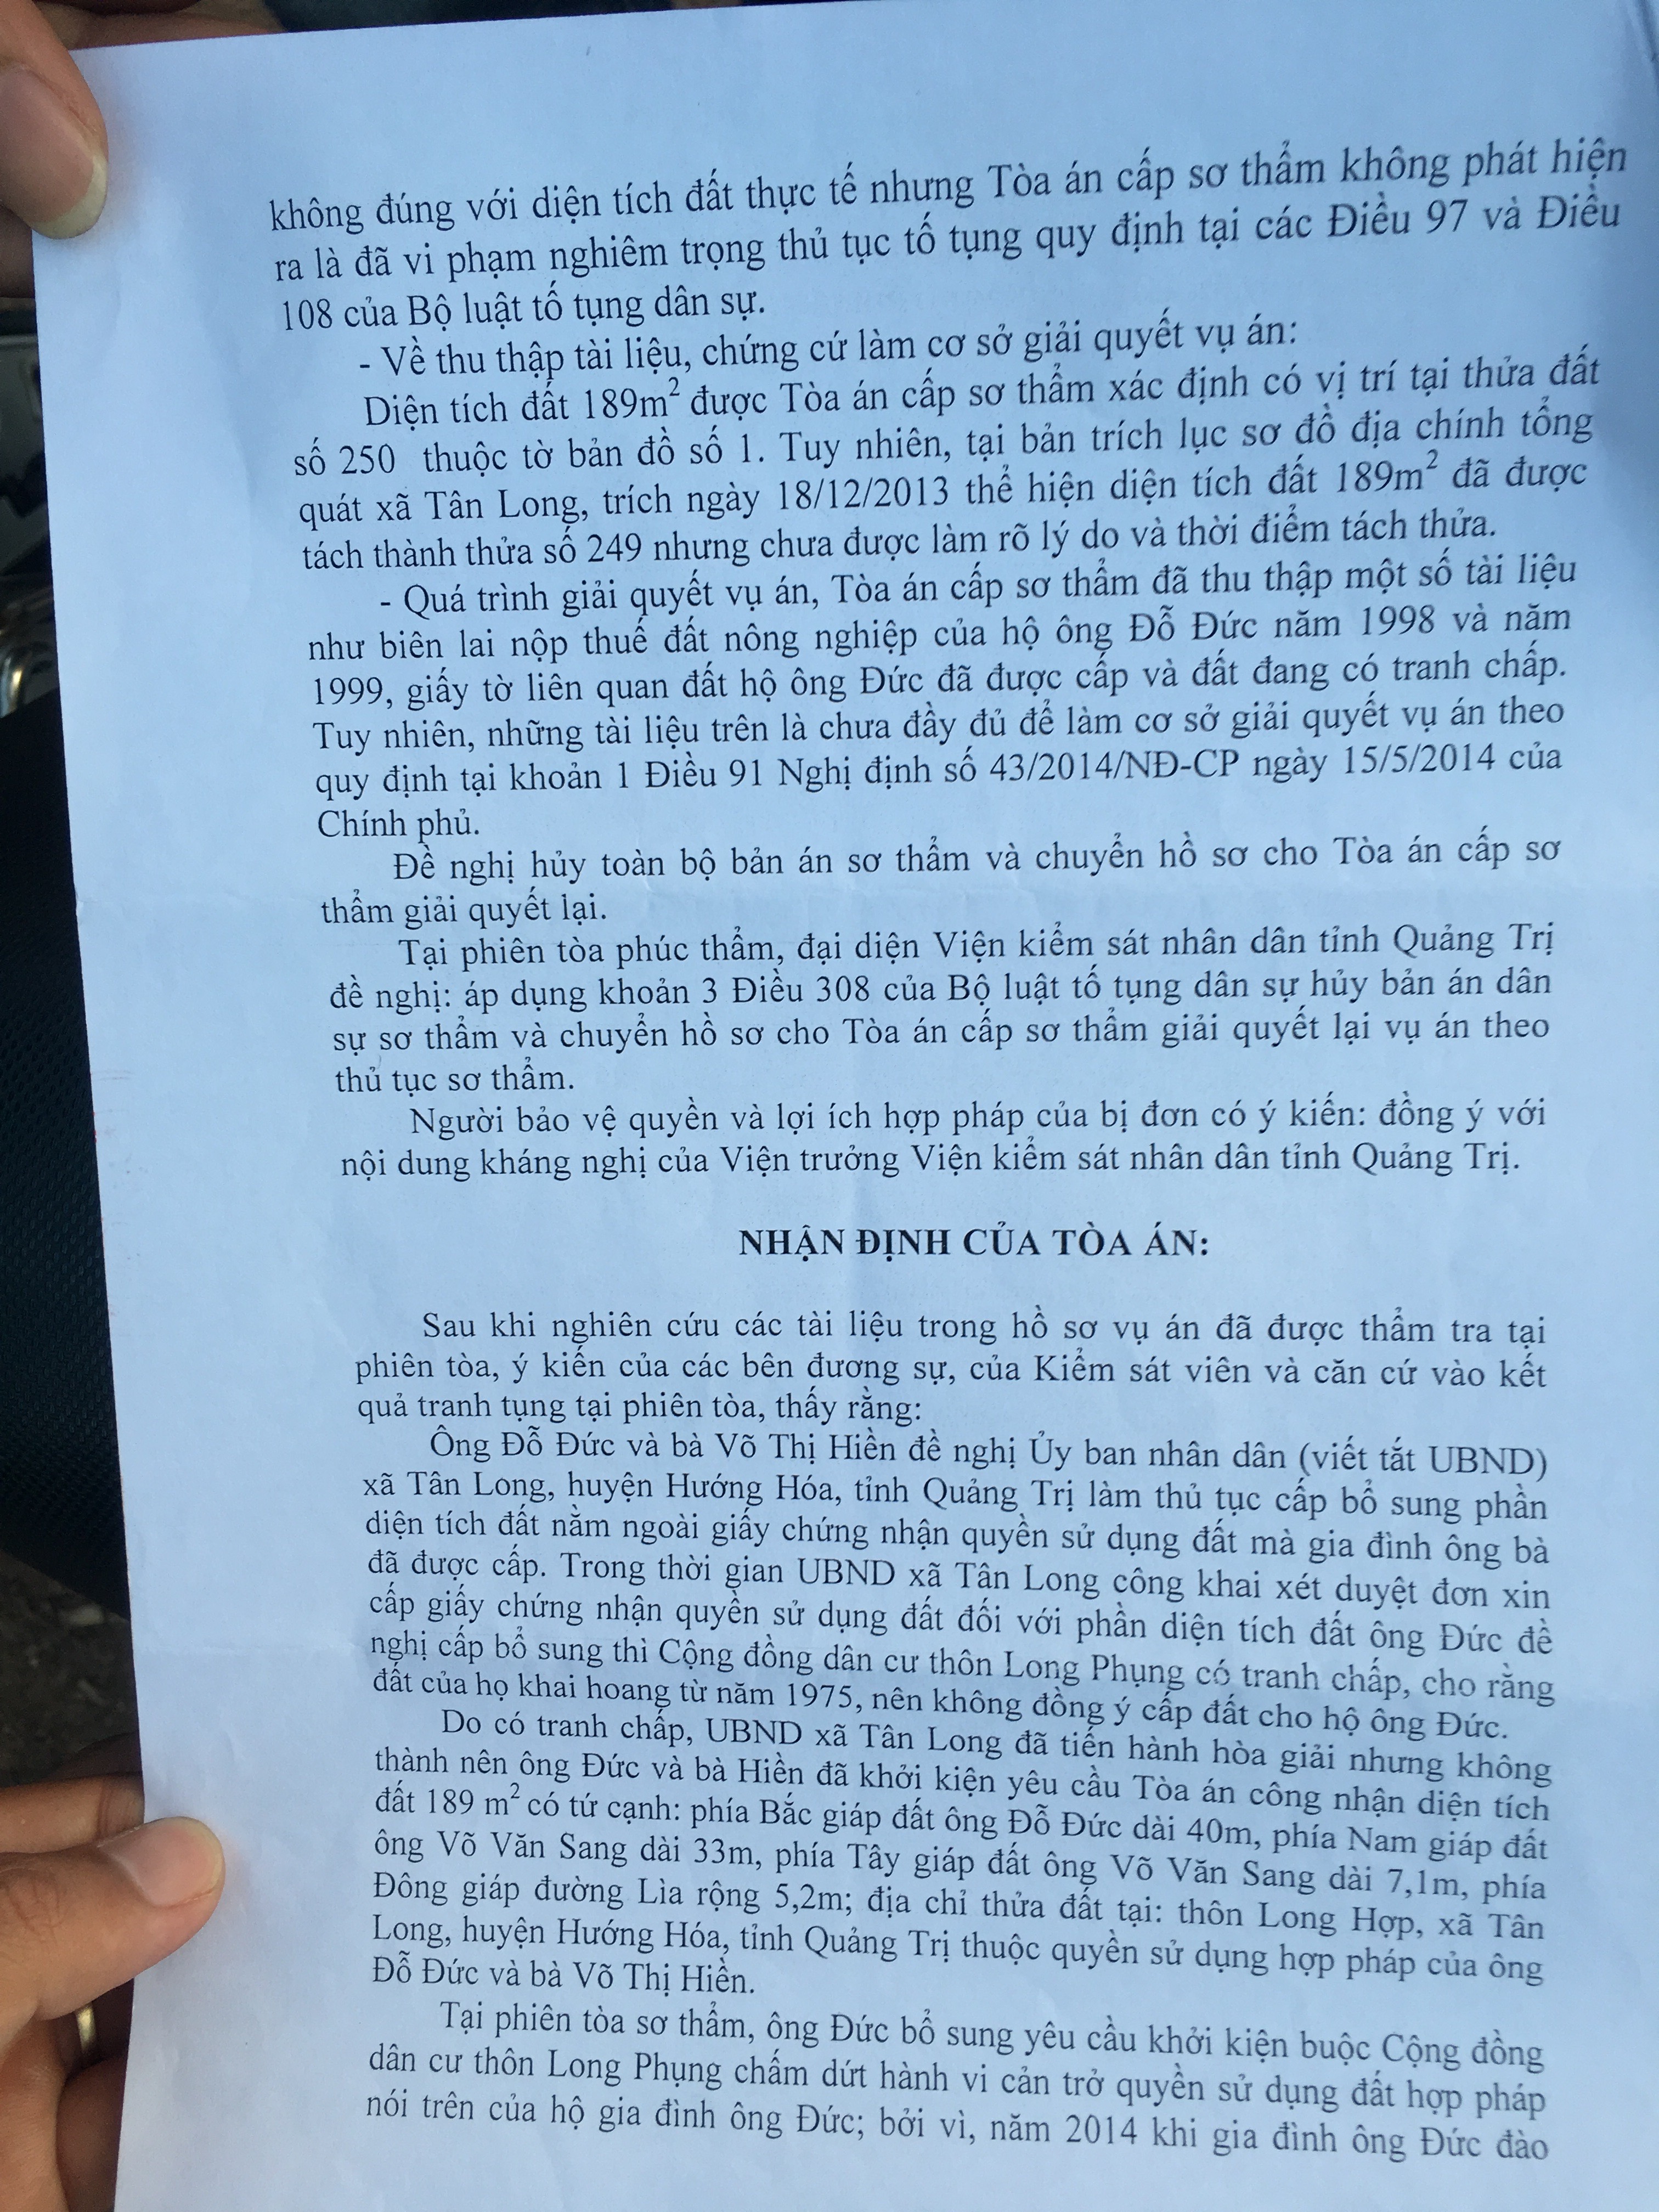 không đúng với diện tích đất thực tế nhưng Tòa án cấp sơ thẩm không phát hiện
ra là đã vi phạm nghiêm trọng thủ tục tố tụng quy định tại các Điều 97 và Điều
108 của Bộ luật tố tụng dân sự.
- Về thu thập tài liệu, chứng cứ làm cơ sở giải quyết vụ án:
Diện tích đất 189m² được Tòa án cấp sơ thẩm xác định có vị trí tại thửa đất
số 250 thuộc tờ bản đồ số 1. Tuy nhiên, tại bản trích lục sơ đồ địa chính tổng
quát xã Tân Long, trích ngày 18/12/2013 thể hiện diện tích đất 189m² đã được
tách thành thửa số 249 nhưng chưa được làm rõ lý do và thời điểm tách thửa.
- Quá trình giải quyết vụ án, Tòa án cấp sơ thẩm đã thu thập một số tài liệu
như biên lai nộp thuế đất nông nghiệp của hộ ông Đỗ Đức năm 1998 và năm
1999, giấy tờ liên quan đất hộ ông Đức đã được cấp và đất đang có tranh chấp.
Tuy nhiên, những tài liệu trên là chưa đầy đủ để làm cơ sở giải quyết vụ án theo
quy định tại khoản 1 Điều 91 Nghị định số 43/2014/NĐ-CP ngày 15/5/2014 của
Chính phủ.
Đề nghị hủy toàn bộ bản án sơ thẩm và chuyển hồ sơ cho Tòa án cấp sơ
thẩm giải quyết lại.
Tại phiên tòa phúc thẩm, đại diện Viện kiểm sát nhân dân tỉnh Quảng Trị
đề nghị: áp dụng khoản 3 Điều 308 của Bộ luật tố tụng dân sự hủy bản án dân
sự sơ thẩm và chuyển hồ sơ cho Tòa án cấp sơ thẩm giải quyết lại vụ án theo
thủ tục sơ thẩm.
Người bảo vệ quyền và lợi ích hợp pháp của bị đơn có ý kiến: đồng ý với
nội dung kháng nghị của Viện trưởng Viện kiểm sát nhân dân tỉnh Quảng Trị.
NHẬN ĐỊNH CỦA TÒA ÁN:
Sau khi nghiên cứu các tài liệu trong hồ sơ vụ án đã được thẩm tra tại
phiên tòa, ý kiến của các bên đương sự, của Kiểm sát viên và căn cứ vào kết
quả tranh tụng tại phiên tòa, thấy rằng:
Ông Đỗ Đức và bà Võ Thị Hiền đề nghị Ủy ban nhân dân (viết tắt UBND)
xã Tân Long, huyện Hướng Hóa, tỉnh Quảng Trị làm thủ tục cấp bổ sung phần
diện tích đất nằm ngoài giấy chứng nhận quyền sử dụng đất mà gia đình ông bà
đã được cấp. Trong thời gian UBND xã Tân Long công khai xét duyệt đơn xin
cấp giấy chứng nhận quyền sử dụng đất đối với phần diện tích đất ông Đức đề
nghị cấp bổ sung thì Cộng đồng dân cư thôn Long Phụng có tranh chấp, cho rằng
đất của họ khai hoang từ năm 1975, nên không đồng ý cấp đất cho hộ ông Đức.
Do có tranh chấp, UBND xã Tân Long đã tiến hành hòa giải nhưng không
thành nên ông Đức và bà Hiền đã khởi kiện yêu cầu Tòa án công nhận diện tích
đất 189 m² có tứ cạnh: phía Bắc giáp đất ông Đỗ Đức dài 40m, phía Nam giáp đất
ông Võ Văn Sang dài 33m, phía Tây giáp đất ông Võ Văn Sang dài 7,1m, phía
Đông giáp đường Lìa rộng 5,2m; địa chỉ thửa đất tại: thôn Long Hợp, xã Tân
Long, huyện Hướng Hóa, tỉnh Quảng Trị thuộc quyền sử dụng hợp pháp của ông
Đỗ Đức và bà Võ Thị Hiền.
Tại phiên tòa sơ thẩm, ông Đức bổ sung yêu cầu khởi kiện buộc Cộng đồng
dân cư thôn Long Phụng chấm dứt hành vi cản trở quyền sử dụng đất hợp pháp
nói trên của hộ gia đình ông Đức; bởi vì, năm 2014 khi gia đình ông Đức đào